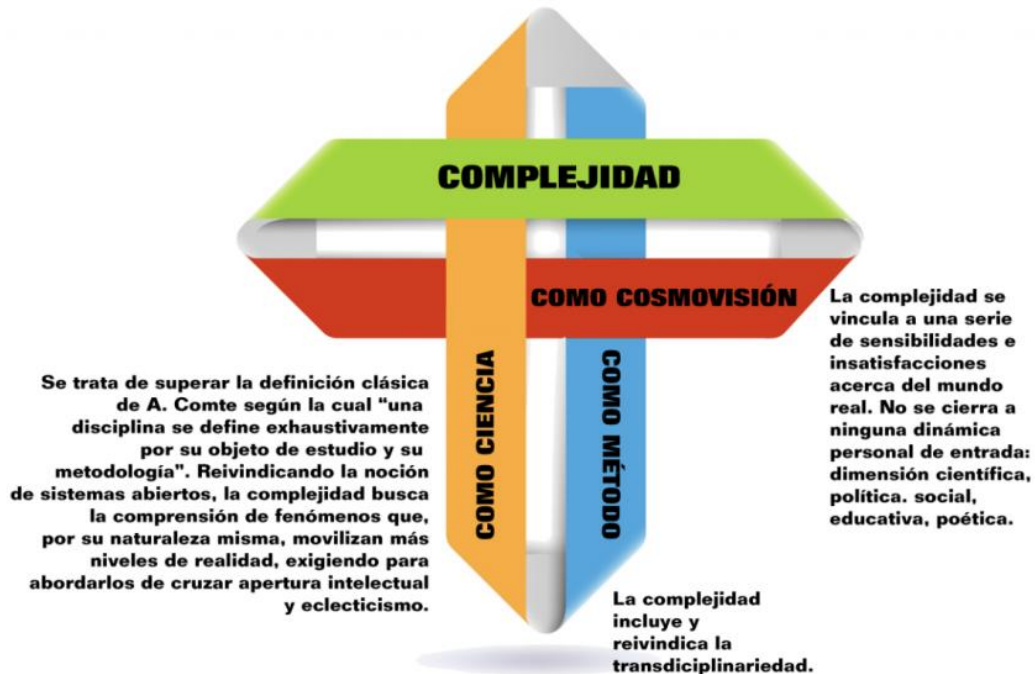 COMPLEJIDAD
COMO COSMOVISIÓN
COMO CIENCIA
COMO MÉTODO
La complejidad se
vincula a una serie
de sensibilidades e
insatisfacciones
acerca del mundo
real. No se cierra a
ninguna dinámica
personal de entrada:
dimensión científica,
política. social,
educativa, poética.
Se trata de superar la definición clásica
de A. Comte según la cual "una
disciplina se define exhaustivamente
por su objeto de estudio y su
metodología". Reivindicando la noción
de sistemas abiertos, la complejidad busca
la comprensión de fenómenos que,
por su naturaleza misma, movilizan más
niveles de realidad, exigiendo para
abordarlos de cruzar apertura intelectual
y eclecticismo.
La complejidad
incluye y
reivindica la
transdiciplinariedad.